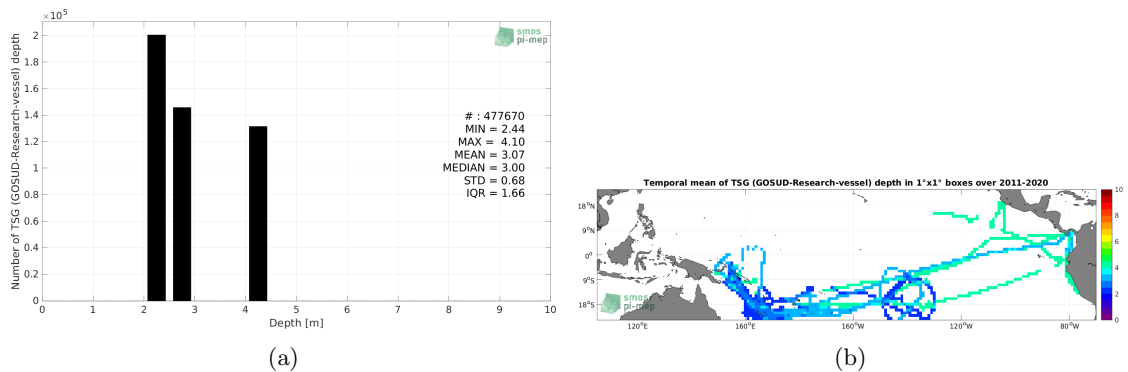 ×10⁵
2
1.8
1.6
1.4
1.2
1
0.8
0.6
0.4
0.2
0
Number of TSG (GOSUD-Research-vessel) depth
smos
pi-mep
# : 477670
MIN = 2.44
MAX = 4.10
MEAN = 3.07
MEDIAN = 3.00
STD = 0.68
IQR = 1.66
0 1 2 3 4 5 6 7 8 9 10
Depth [m]
(a)
Temporal mean of TSG (GOSUD-Research-vessel) depth in 1°x1° boxes over 2011-2020
18°N
9°N
0°
9°S
18°S
smos
pi-mep
120°E 160°E 160°W 120°W 80°W
10
8
6
4
2
0
(b)